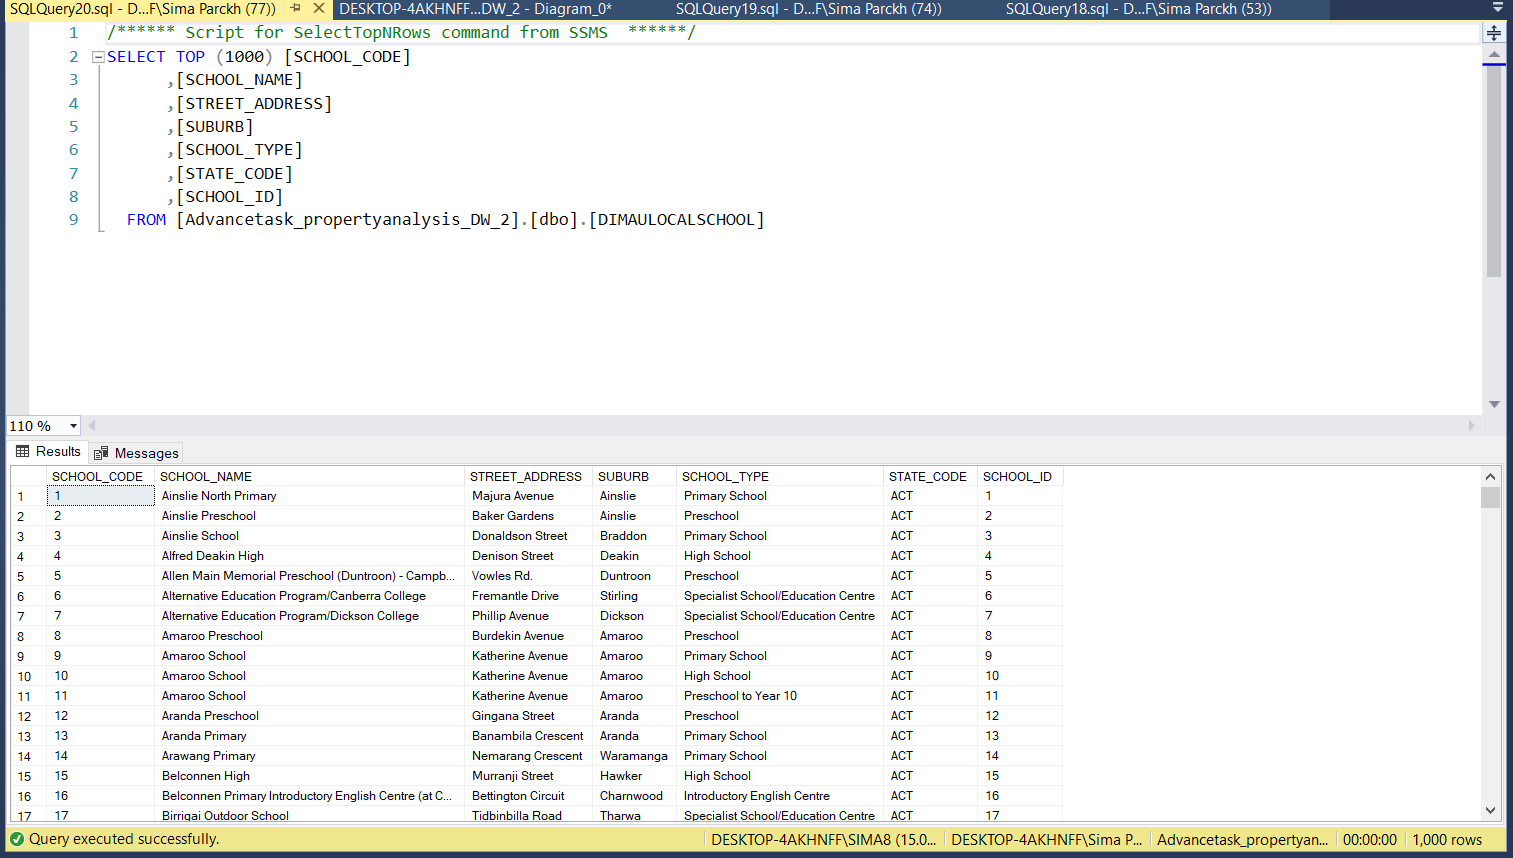 SQLQuery20.sql - D...F\Sima Parckh (77)) DESKTOP-4AKHNFF...DW_2 - Diagram_0* SQLQuery19.sql - D...F\Sima Parckh (74)) SQLQuery18.sql - D...F\Sima Parckh (53))
1 /****** Script for SelectTopNRows command from SSMS ******/
2 SELECT TOP (1000) [SCHOOL_CODE]
3 ,[SCHOOL_NAME]
4 ,[STREET_ADDRESS]
5 ,[SUBURB]
6 ,[SCHOOL_TYPE]
7 ,[STATE_CODE]
8 ,[SCHOOL_ID]
9 FROM [Advancetask_propertyanalysis_DW_2].[dbo].[DIMAULOCALSCHOOL]
110 %
Results Messages
SCHOOL_CODE SCHOOL_NAME STREET_ADDRESS SUBURB SCHOOL_TYPE STATE_CODE SCHOOL_ID
1 1 Ainslie North Primary Majura Avenue Ainslie Primary School ACT 1
2 2 Ainslie Preschool Baker Gardens Ainslie Preschool ACT 2
3 3 Ainslie School Donaldson Street Braddon Primary School ACT 3
4 4 Alfred Deakin High Denison Street Deakin High School ACT 4
5 5 Allen Main Memorial Preschool (Duntroon) - Campb... Vowles Rd. Duntroon Preschool ACT 5
6 6 Alternative Education Program/Canberra College Fremantle Drive Stirling Specialist School/Education Centre ACT 6
7 7 Alternative Education Program/Dickson College Phillip Avenue Dickson Specialist School/Education Centre ACT 7
8 8 Amaroo Preschool Burdekin Avenue Amaroo Preschool ACT 8
9 9 Amaroo School Katherine Avenue Amaroo Primary School ACT 9
10 10 Amaroo School Katherine Avenue Amaroo High School ACT 10
11 11 Amaroo School Katherine Avenue Amaroo Preschool to Year 10 ACT 11
12 12 Aranda Preschool Gingana Street Aranda Preschool ACT 12
13 13 Aranda Primary Banambila Crescent Aranda Primary School ACT 13
14 14 Arawang Primary Nemarang Crescent Waramanga Primary School ACT 14
15 15 Belconnen High Murranji Street Hawker High School ACT 15
16 16 Belconnen Primary Introductory English Centre (at C... Bettington Circuit Charnwood Introductory English Centre ACT 16
17 17 Birrigai Outdoor School Tidbinbilla Road Tharwa Specialist School/Education Centre ACT 17
Query executed successfully. DESKTOP-4AKHNFF\SIMA8 (15.0... DESKTOP-4AKHNFF\Sima P... Advancetask_propertyan... 00:00:00 1,000 rows